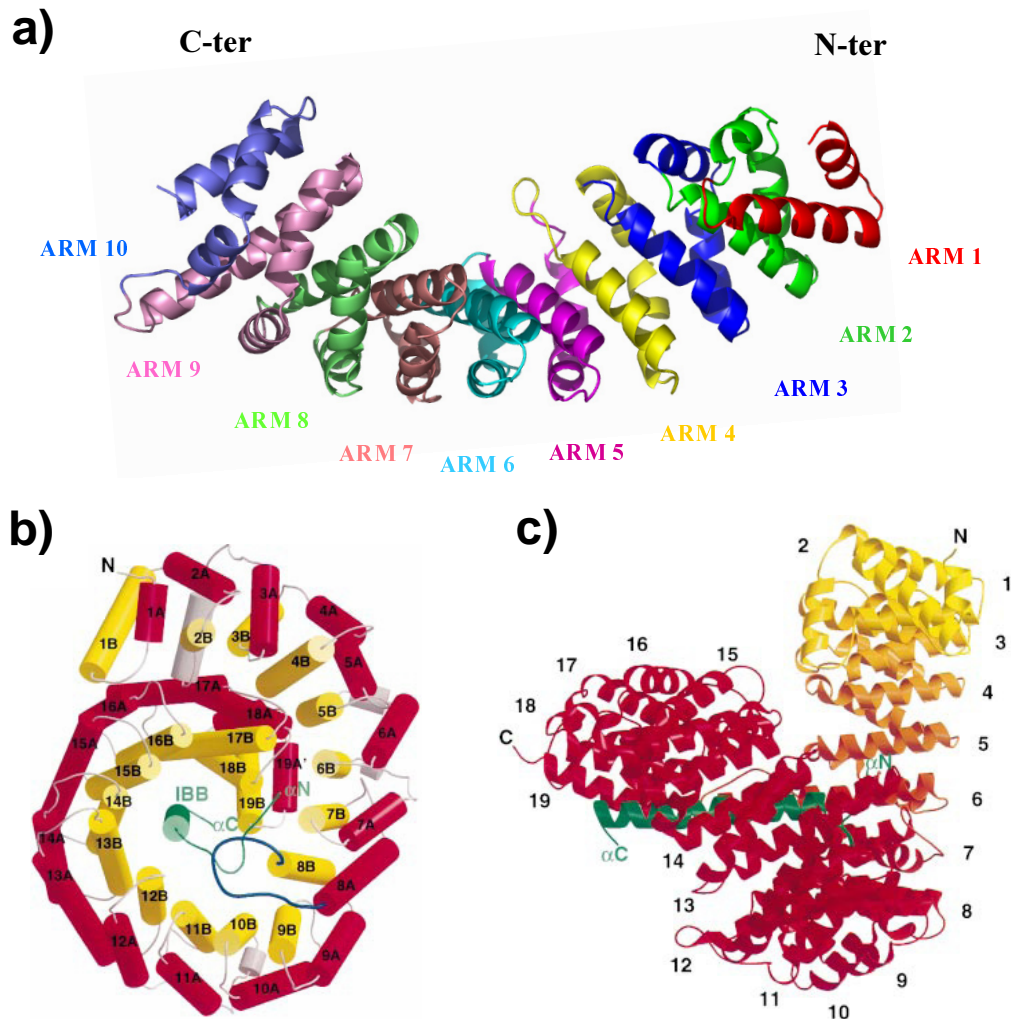 a)
C-ter
N-ter
ARM 10
ARM 1
ARM 2
ARM 9
ARM 3
ARM 8
ARM 4
ARM 7
ARM 5
ARM 6
b)
N
2A
1A
3A
4A
1B
2B
3B
4B
5A
17A
16A
18A
5B
6A
15A
16B
17B
15B
18B
19A'
6B
14B
IBB
19B
αN
αC
7B
7A
14A
13B
13A
8B
8A
12B
11B
10B
9B
12A
9A
11A
10A
c)
2
N
1
3
16
15
17
4
18
C
5
αN
19
6
αC
14
7
13
8
12
9
11
10